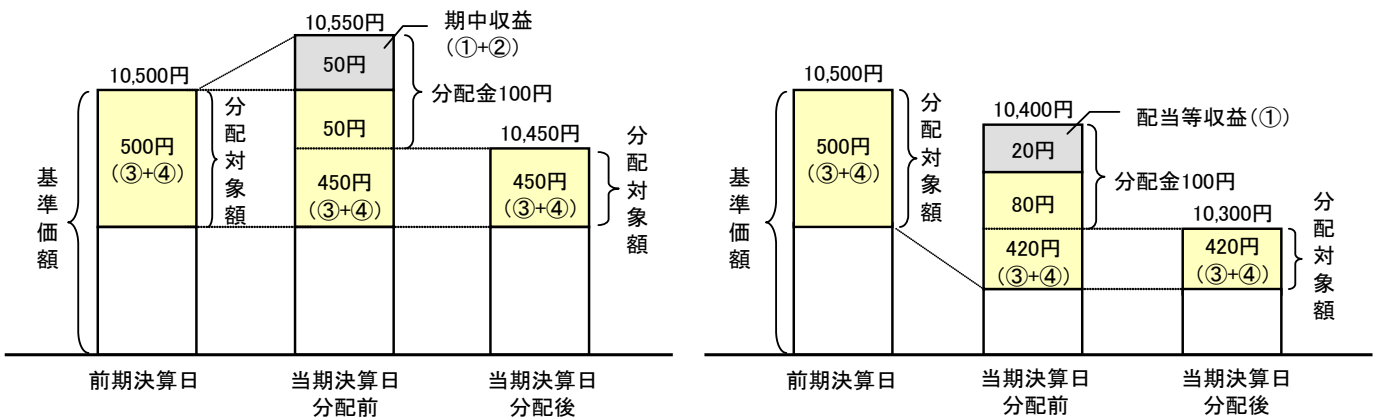 10,550円
期中収益
(①+②)
10,500円
50円
分配金100円
分配対象額
500円
(③+④)
50円
10,450円
450円
(③+④)
450円
(③+④)
分配対象額
基準価額
前期決算日
当期決算日
分配前
当期決算日
分配後
10,500円
10,400円
配当等収益(①)
分配対象額
500円
(③+④)
20円
分配金100円
80円
10,300円
420円
(③+④)
420円
(③+④)
分配対象額
基準価額
前期決算日
当期決算日
分配前
当期決算日
分配後